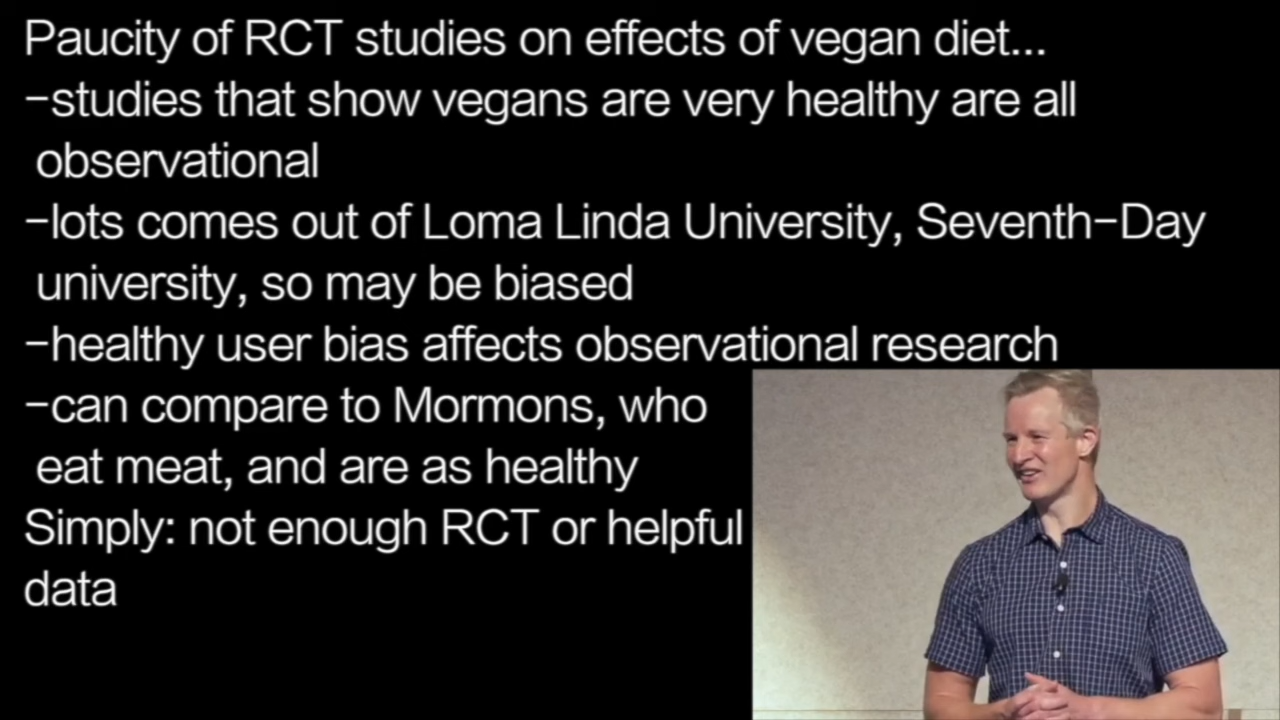 Paucity of RCT studies on effects of vegan diet...
−studies that show vegans are very healthy are all
observational
−lots comes out of Loma Linda University, Seventh−Day
university, so may be biased
−healthy user bias affects observational research
−can compare to Mormons, who
eat meat, and are as healthy
Simply: not enough RCT or helpful
data